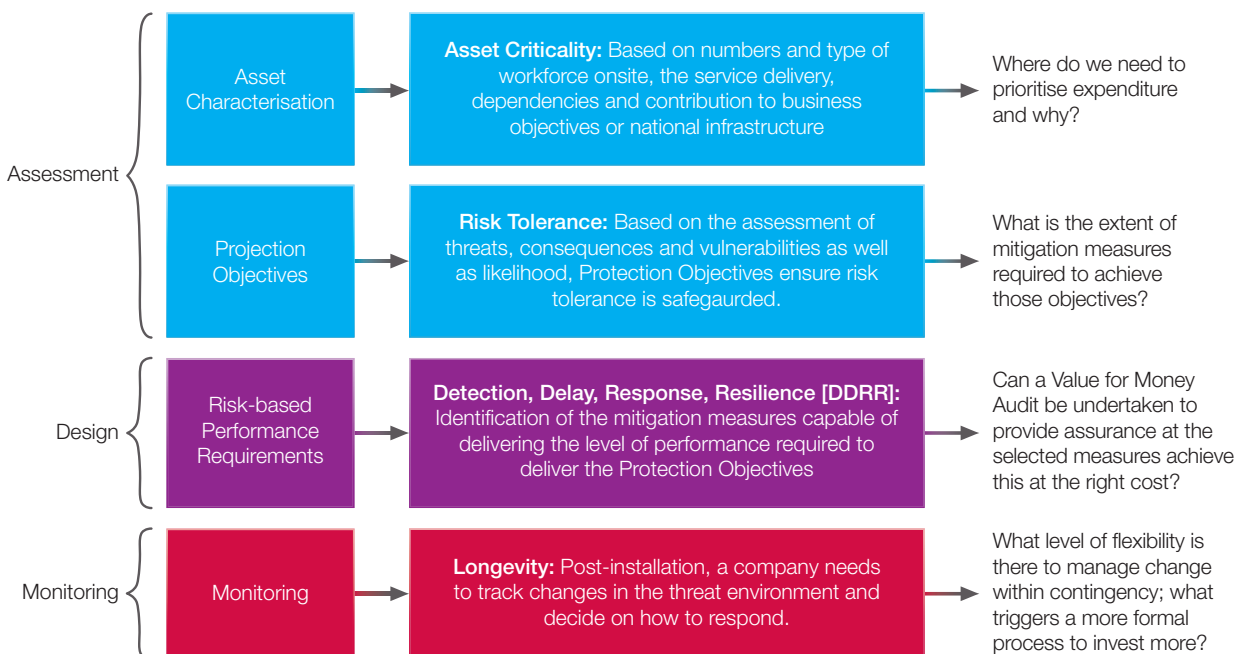 Assessment
Asset
Characterisation
Asset Criticality: Based on numbers and type of
workforce onsite, the service delivery,
dependencies and contribution to business
objectives or national infrastructure
Where do we need to
prioritise expenditure
and why?
Projection
Objectives
Risk Tolerance: Based on the assessment of
threats, consequences and vulnerabilities as well
as likelihood, Protection Objectives ensure risk
tolerance is safegaurded.
What is the extent of
mitigation measures
required to achieve
those objectives?
Design
Risk-based
Performance
Requirements
Detection, Delay, Response, Resilience [DDRR]:
Identification of the mitigation measures capable of
delivering the level of performance required to
deliver the Protection Objectives
Can a Value for Money
Audit be undertaken to
provide assurance at the
selected measures achieve
this at the right cost?
Monitoring
Monitoring
Longevity: Post-installation, a company needs
to track changes in the threat environment and
decide on how to respond.
What level of flexibility is
there to manage change
within contingency; what
triggers a more formal
process to invest more?